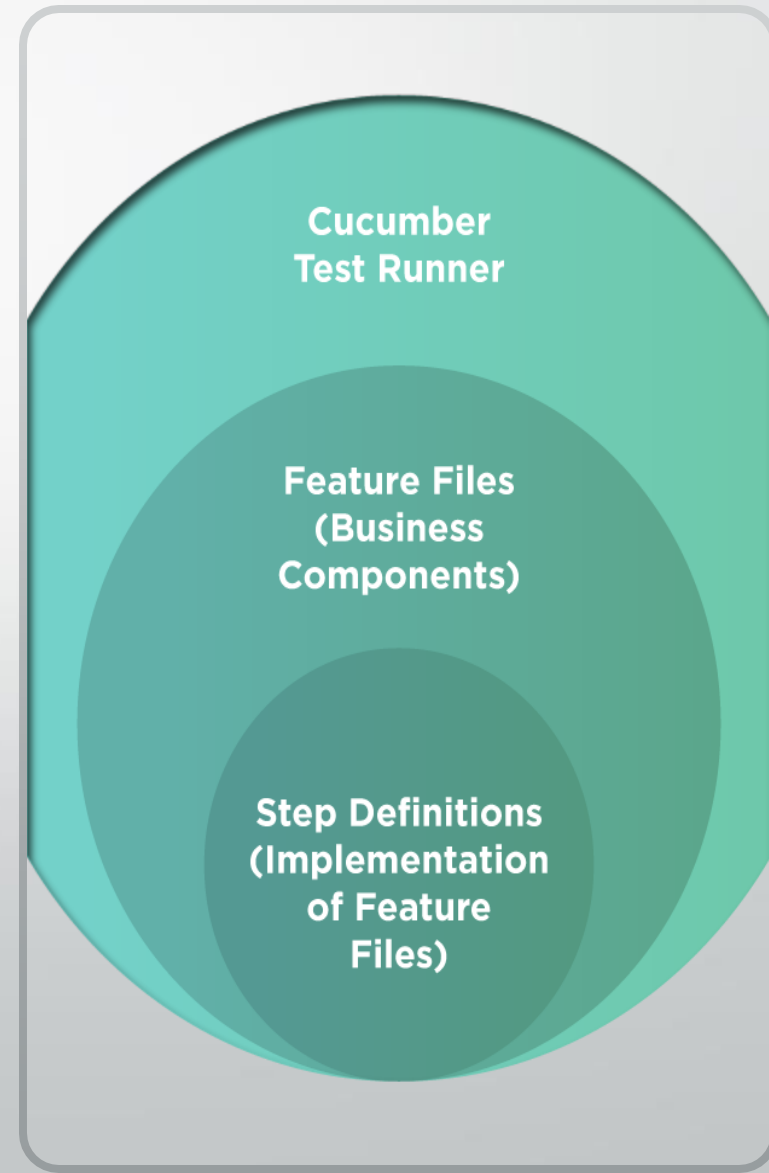 Cucumber
Test Runner
Feature Files
(Business
Components)
Step Definitions
(Implementation
of Feature
Files)